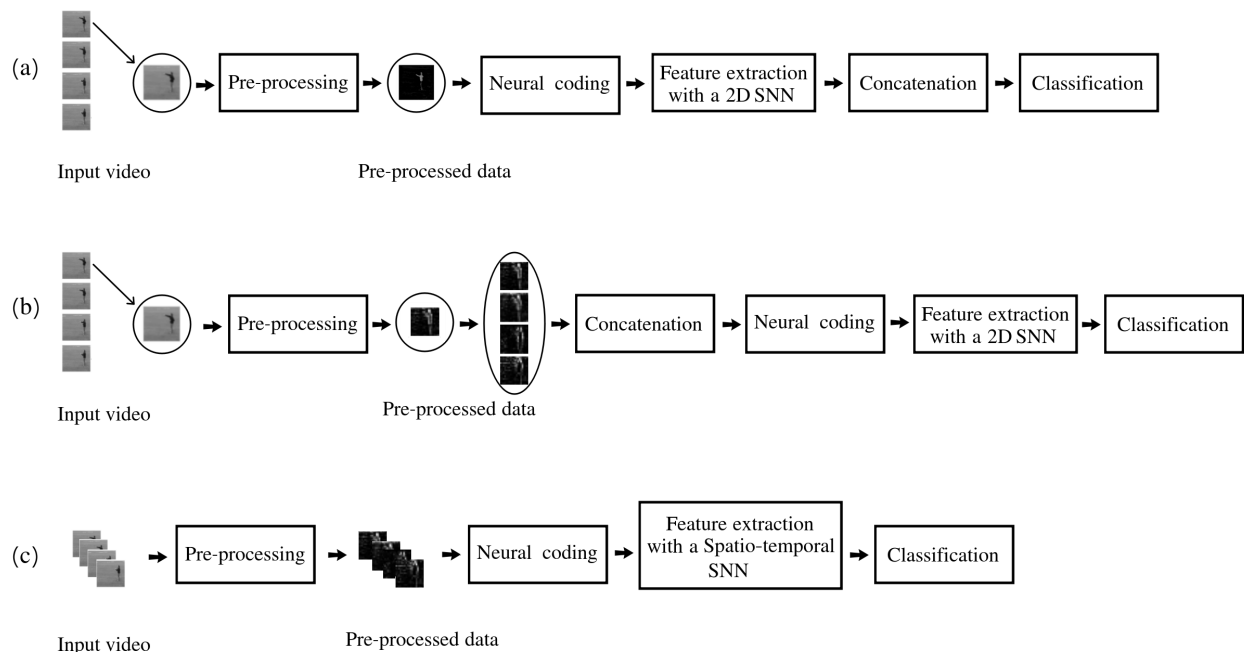 (a)
Pre-processing
Neural coding
Feature extraction
with a 2D SNN
Concatenation
Classification
Input video
Pre-processed data
(b)
Pre-processing
Concatenation
Neural coding
Feature extraction
with a 2D SNN
Classification
Input video
Pre-processed data
(c)
Pre-processing
Neural coding
Feature extraction
with a Spatio-temporal
SNN
Classification
Input video
Pre-processed data